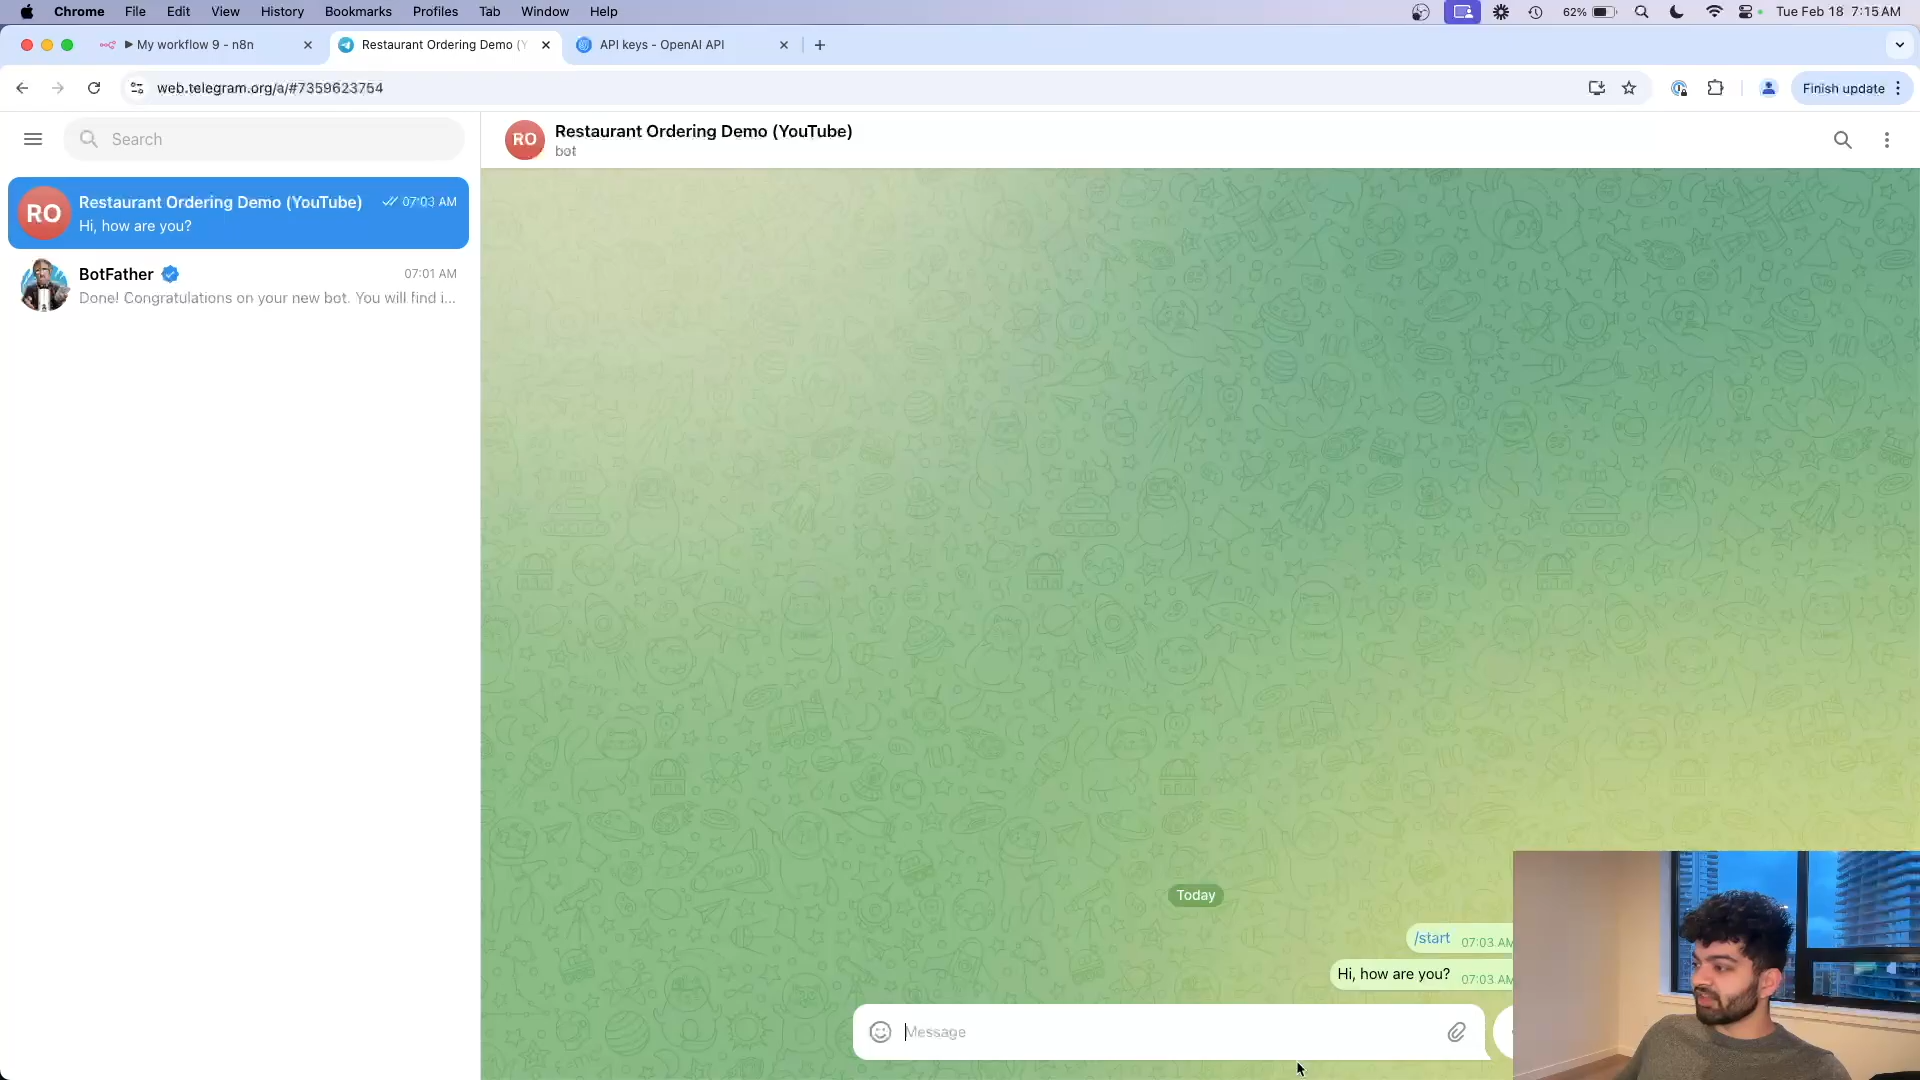 Chrome File Edit View History Bookmarks Profiles Tab Window Help 62% Tue Feb 18 7:15 AM
My workflow 9 - n8n Restaurant Ordering Demo (Y API keys - OpenAI API
web.telegram.org/a/#7359623754 Finish update
Search
RO Restaurant Ordering Demo (YouTube)
bot
RO Restaurant Ordering Demo (YouTube) 07:03 AM
Hi, how are you?
BotFather 07:01 AM
Done! Congratulations on your new bot. You will find i...
Today
/start 07:03 AM
Hi, how are you? 07:03 AM
Message